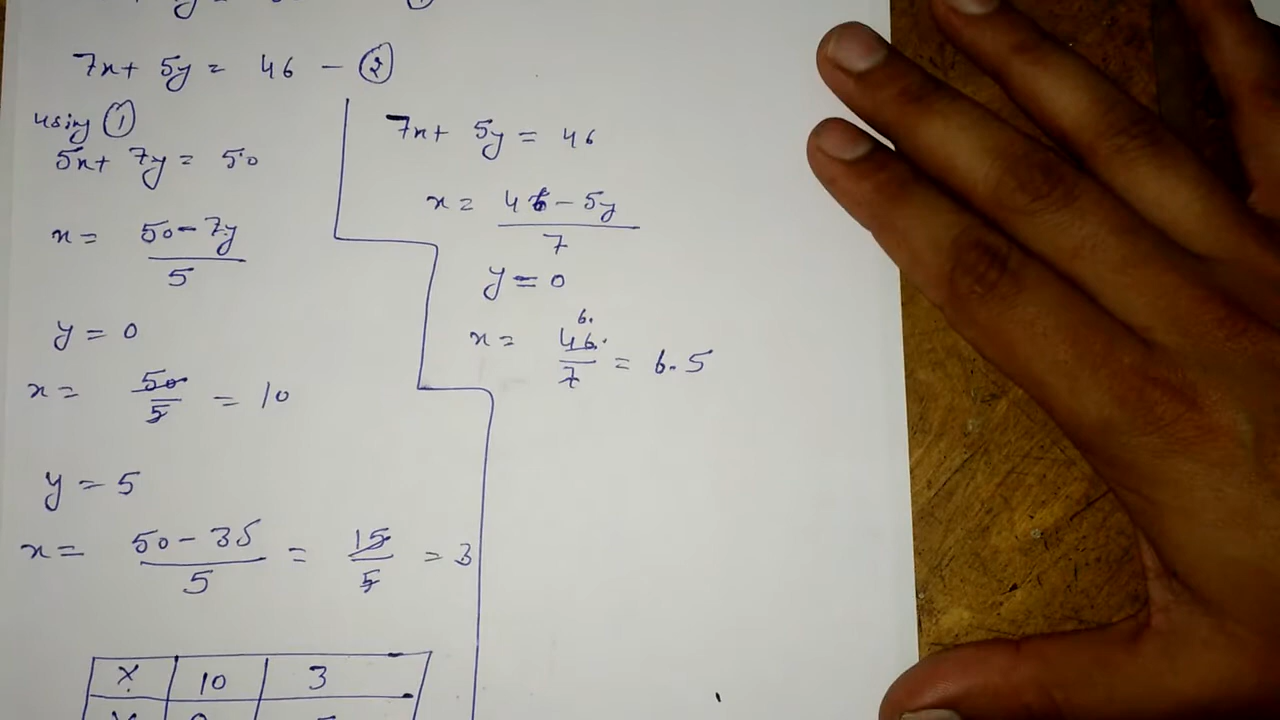 7x + 5y = 46 - ②
using ①
5x + 7y = 50
x = 50 - 7y
5
y = 0
x = 50
5 = 10
y = 5
x = 50 - 35 = 15 = 3
5 5
X 10 3
7x + 5y = 46
x = 46 - 5y
7
y = 0
6.
x = 46.
7 = 6.5